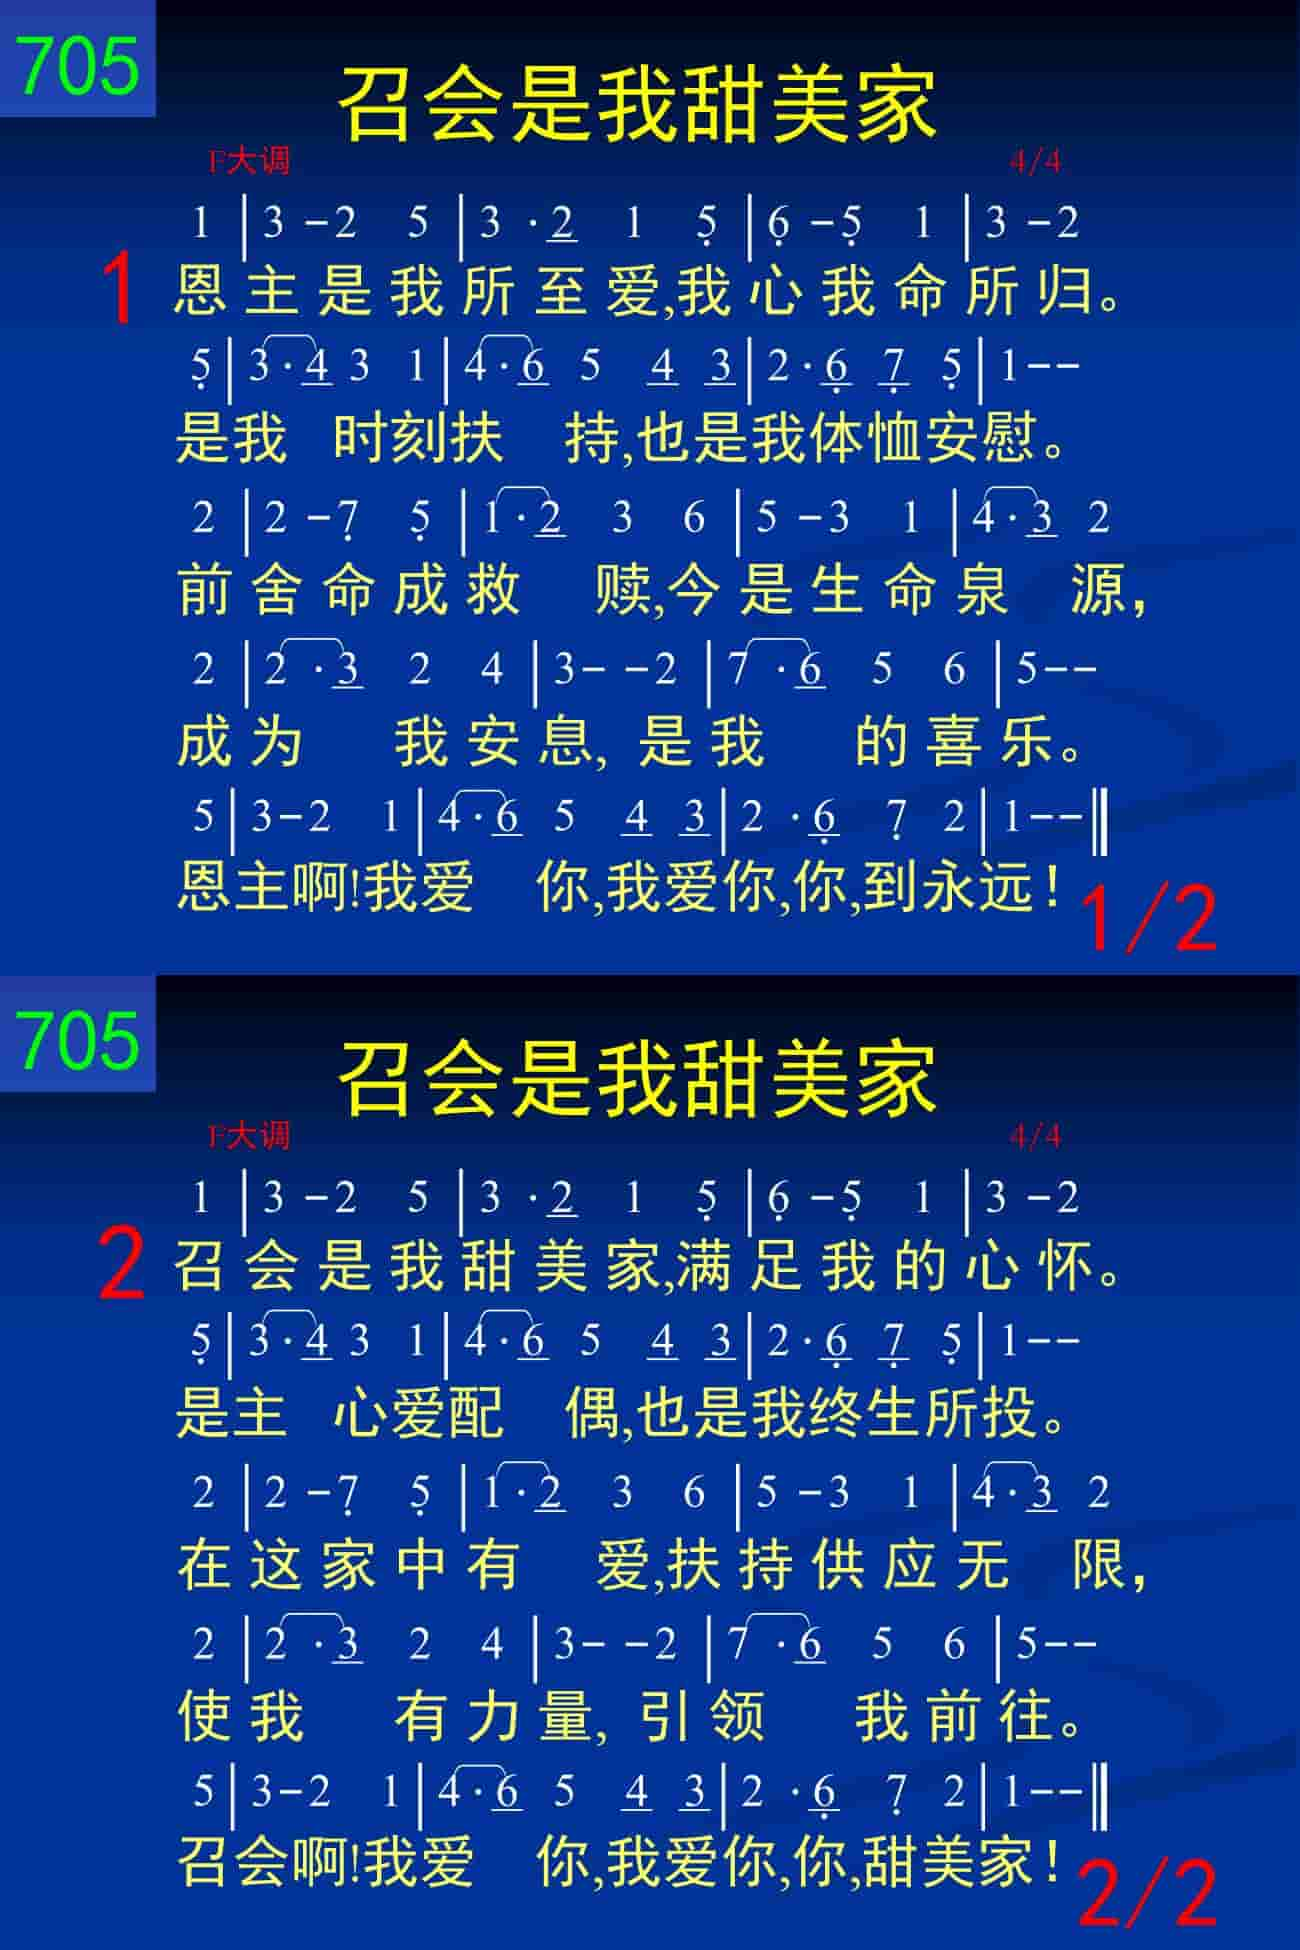 705
召会是我甜美家
F大调 4/4
1 | 3 - 2 5 | 3 · 2 1 5̣ | 6̣ - 5̣ 1 | 3 - 2
1 恩主是我所至爱,我心我命所归。
5̣ | 3 · 4 3 1 | 4 · 6 5 4 3 | 2 · 6̣ 7̣ 5̣ | 1 - -
是我 时刻扶 持,也是我体恤安慰。
2 | 2 - 7̣ 5̣ | 1 · 2 3 6 | 5 - 3 1 | 4 · 3 2
前舍命成救 赎,今是生命泉 源，
2 | 2 · 3 2 4 | 3 - - 2 | 7 · 6 5 6 | 5 - -
成为 我安息, 是我 的喜乐。
5 | 3 - 2 1 | 4 · 6 5 4 3 | 2 · 6̣ 7̣ 2 | 1 - - ‖
恩主啊!我爱 你,我爱你,你,到永远！
1/2
705
召会是我甜美家
F大调 4/4
1 | 3 - 2 5 | 3 · 2 1 5̣ | 6̣ - 5̣ 1 | 3 - 2
2 召会是我甜美家,满足我的心怀。
5̣ | 3 · 4 3 1 | 4 · 6 5 4 3 | 2 · 6̣ 7̣ 5̣ | 1 - -
是主 心爱配 偶,也是我终生所投。
2 | 2 - 7̣ 5̣ | 1 · 2 3 6 | 5 - 3 1 | 4 · 3 2
在这家中有 爱,扶持供应无 限，
2 | 2 · 3 2 4 | 3 - - 2 | 7 · 6 5 6 | 5 - -
使我 有力量, 引领 我前往。
5 | 3 - 2 1 | 4 · 6 5 4 3 | 2 · 6̣ 7̣ 2 | 1 - - ‖
召会啊!我爱 你,我爱你,你,甜美家！
2/2